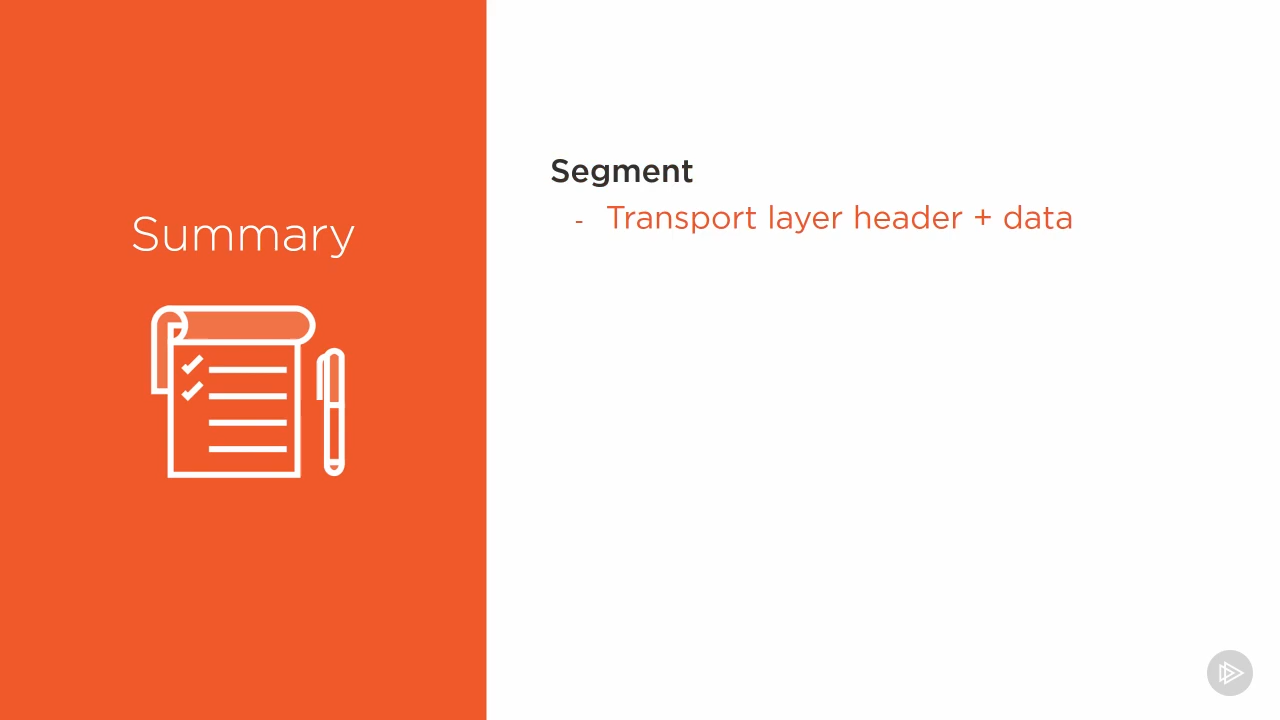 Summary
Segment
- Transport layer header + data